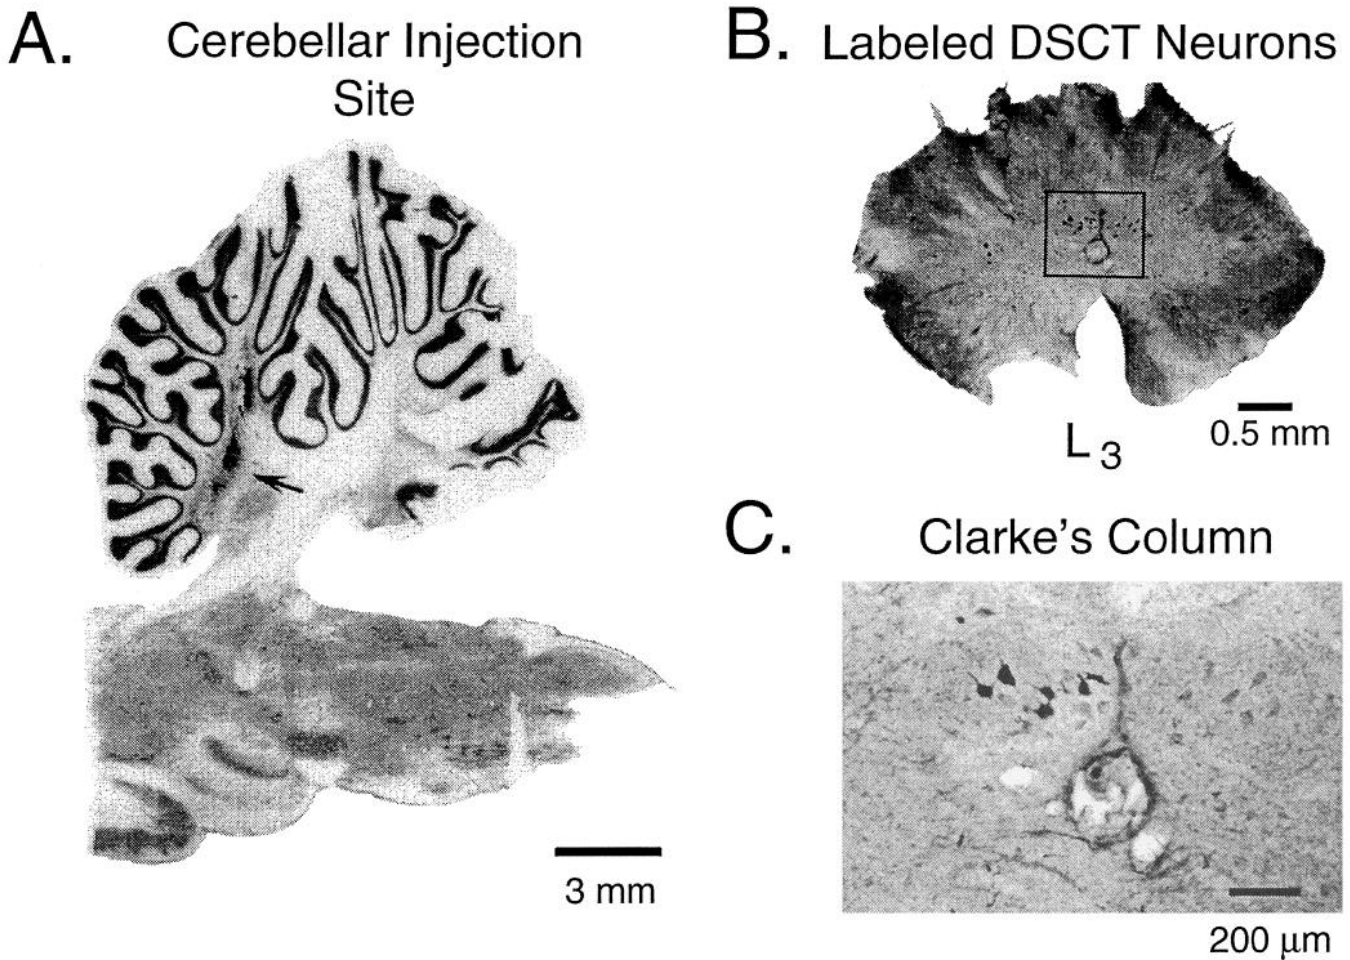 A.
Cerebellar Injection
Site
3 mm
B.
Labeled DSCT Neurons
L 3
0.5 mm
C.
Clarke's Column
200 μm